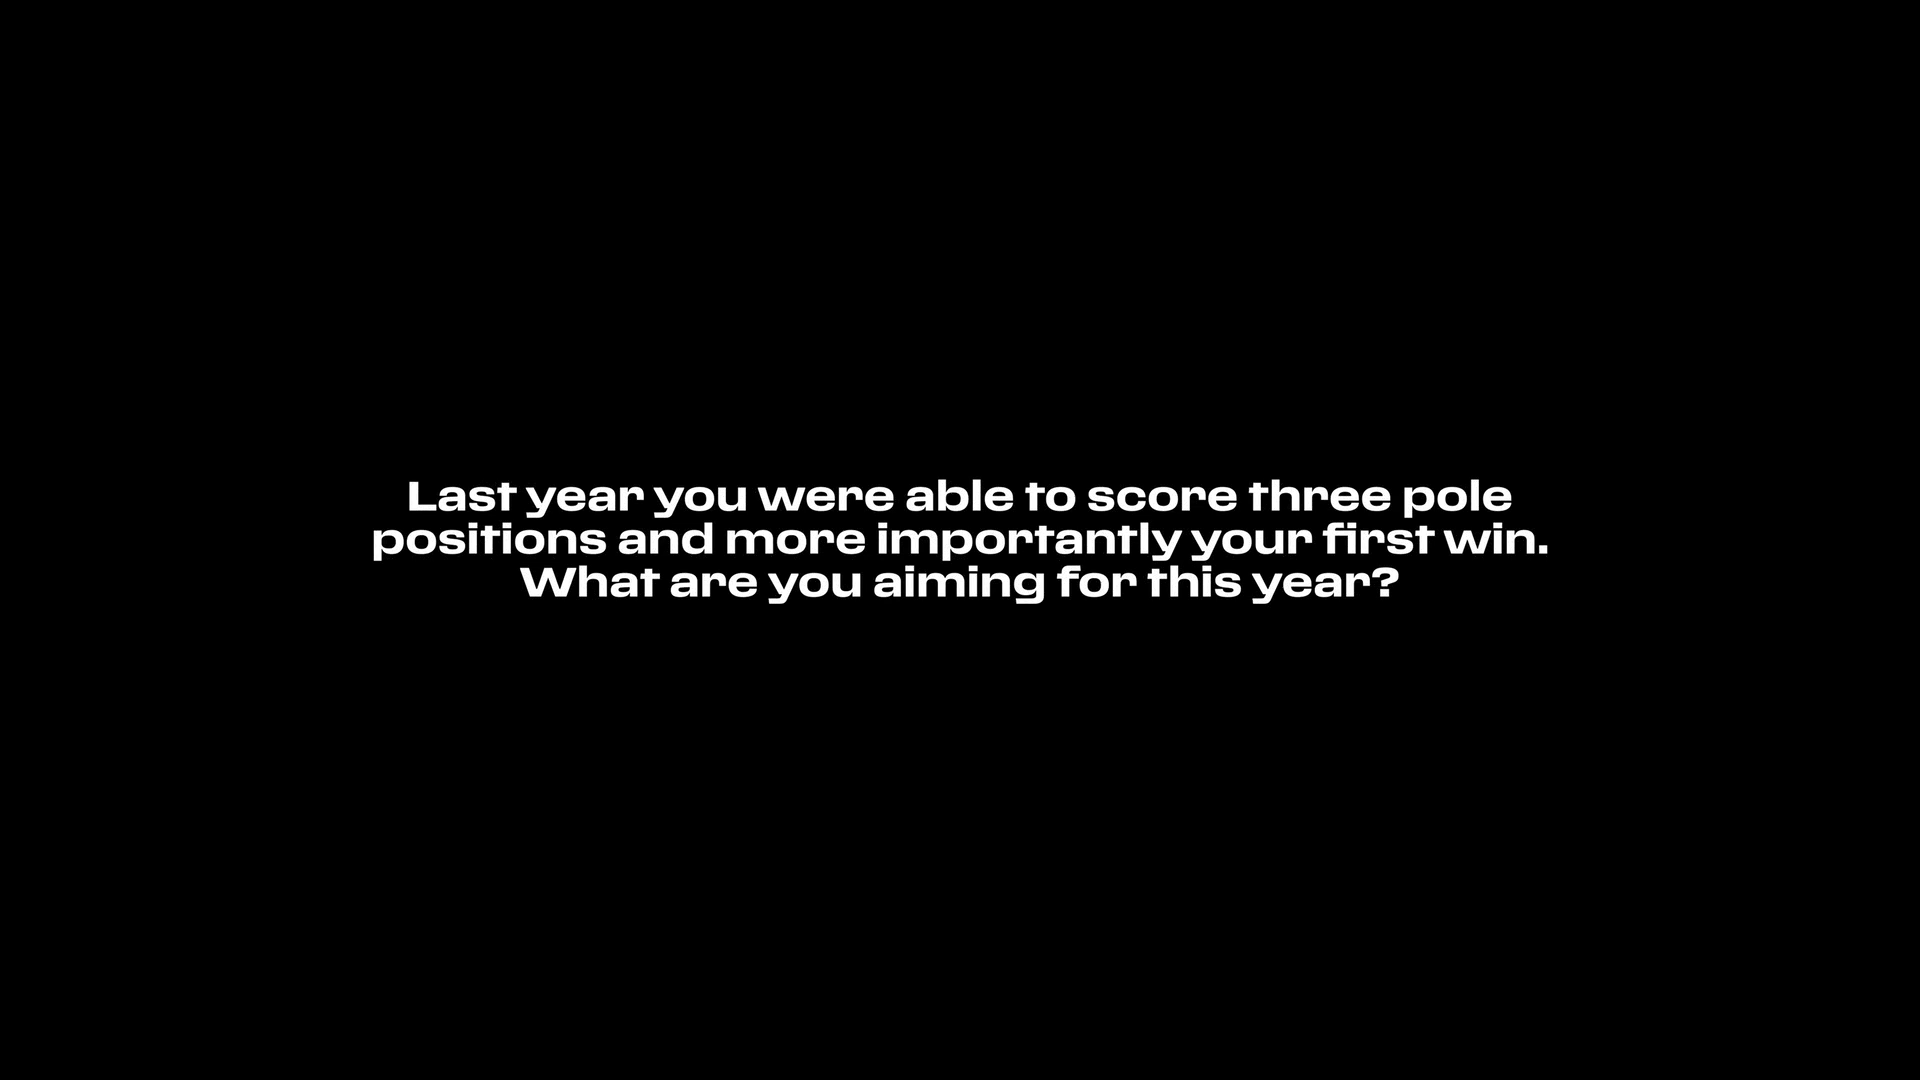 Last year you were able to score three pole
positions and more importantly your first win.
What are you aiming for this year?